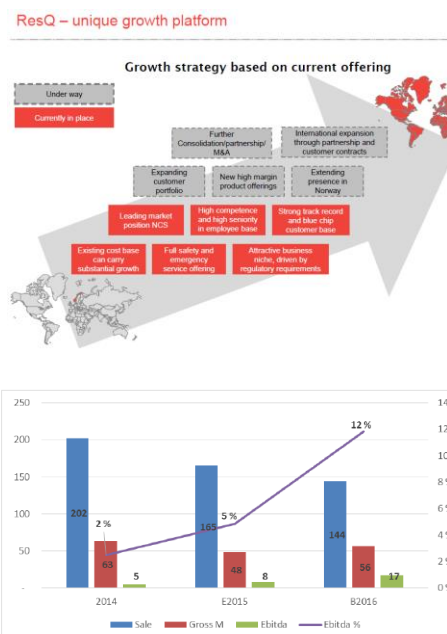 ResQ – unique growth platform
Growth strategy based on current offering
Under way
Currently in place
Further
Consolidation/partnership/
M&A
International expansion
through partnership and
customer contracts
Expanding
customer
portfolio
New high margin
product offerings
Extending
presence in
Norway
Leading market
position NCS
High competence
and high seniority
in employee base
Strong track record
and blue chip
customer base
Existing cost base
can carry
substantial growth
Full safety and
emergency
service offering
Attractive business
niche, driven by
regulatory requirements
250
200
150
100
50
-
202
2 %
63
5
165
5 %
48
8
144
12 %
56
17
8 %
6 %
4 %
2 %
0 %
2014
E2015
B2016
Sale
Gross M
Ebitda
Ebitda %